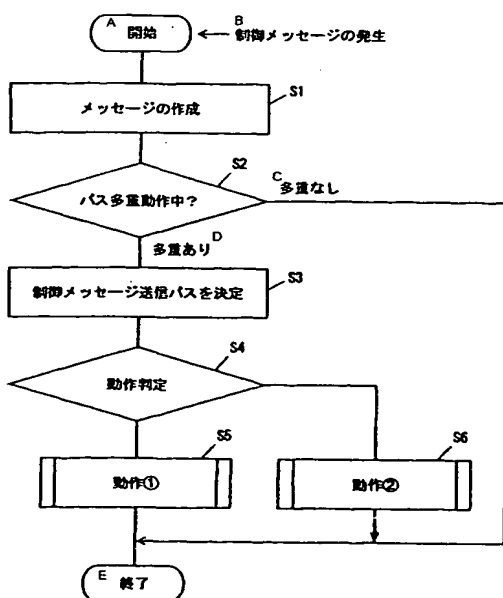 A 開始
B 制御メッセージの発生
メッセージの作成
S1
パス多重動作中?
S2
C 多重なし
多重あり D
制御メッセージ送信パスを決定
S3
動作判定
S4
動作①
S5
動作②
S6
E 終了